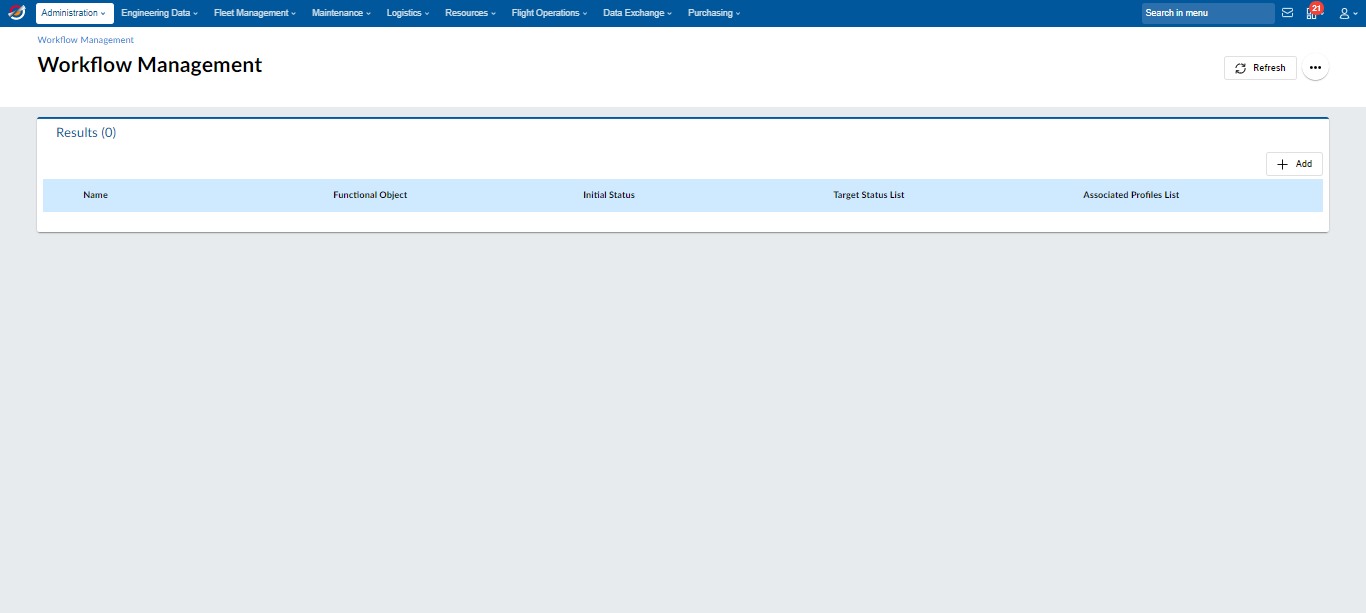 Administration Engineering Data Fleet Management Maintenance Logistics Resources Flight Operations Data Exchange Purchasing Search in menu 21
Workflow Management
Workflow Management
Refresh
Results (0)
Add
Name Functional Object Initial Status Target Status List Associated Profiles List